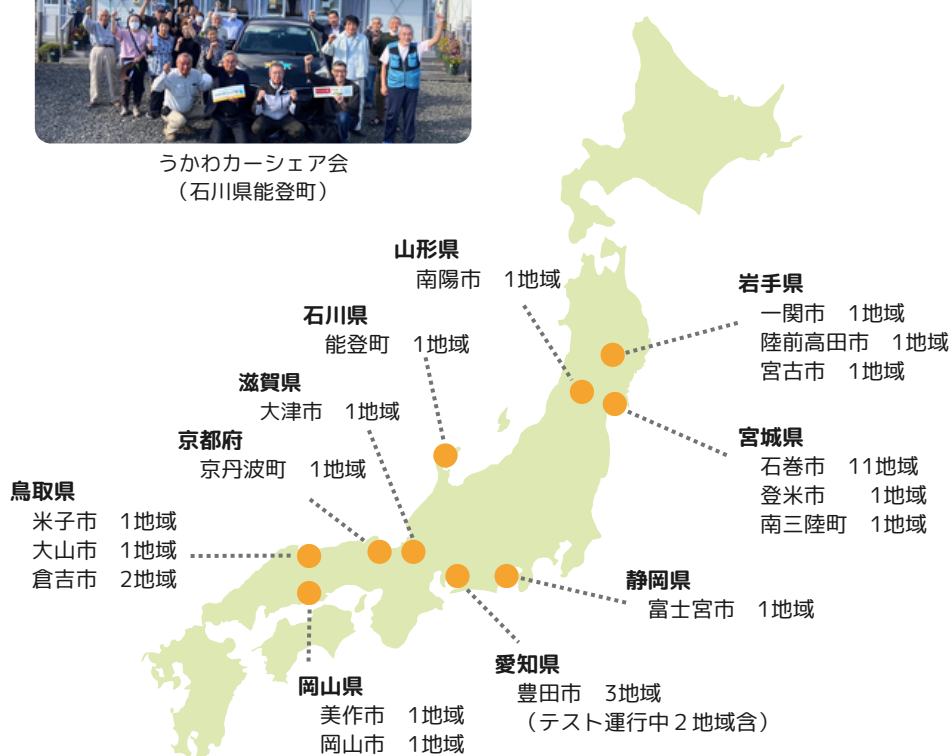 うかわカーシェア会
（石川県能登町）
山形県
南陽市 1地域
岩手県
一関市 1地域
陸前高田市 1地域
宮古市 1地域
石川県
能登町 1地域
滋賀県
大津市 1地域
京都府
京丹波町 1地域
宮城県
石巻市 11地域
登米市 1地域
南三陸町 1地域
鳥取県
米子市 1地域
大山市 1地域
倉吉市 2地域
静岡県
富士宮市 1地域
愛知県
豊田市 3地域
（テスト運行中２地域含）
岡山県
美作市 1地域
岡山市 1地域